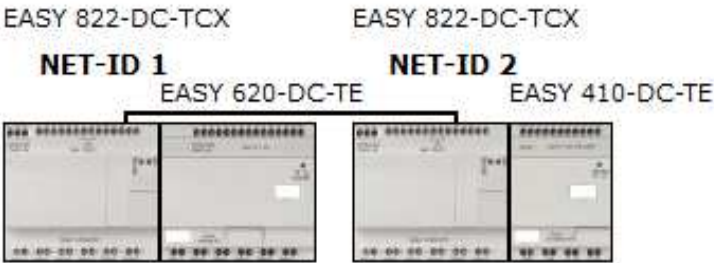 EASY 822-DC-TCX EASY 822-DC-TCX
NET-ID 1 NET-ID 2
EASY 620-DC-TE EASY 410-DC-TE